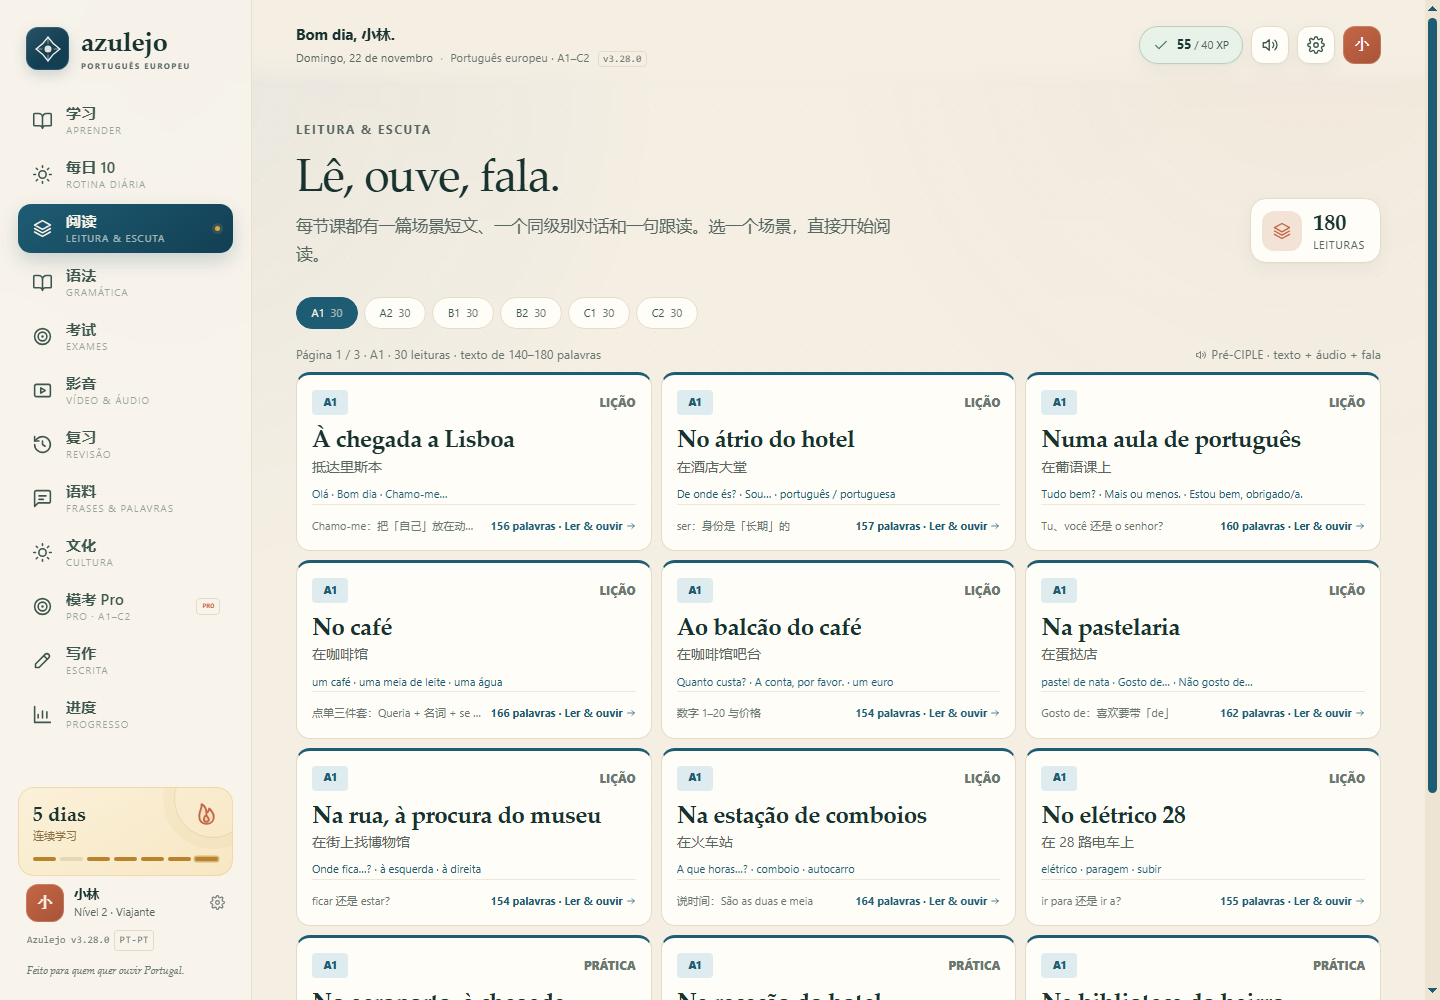 azulejo
PORTUGUÊS EUROPEU
学习
APRENDER
每日 10
ROTINA DIÁRIA
阅读
LEITURA & ESCUTA
语法
GRAMÁTICA
考试
EXAMES
影音
VÍDEO & ÁUDIO
复习
REVISÃO
语料
FRASES & PALAVRAS
文化
CULTURA
模考 Pro
PRO · A1–C2
PRO
写作
ESCRITA
进度
PROGRESSO
5 dias
连续学习
小
小林
Nível 2 · Viajante
Azulejo v3.28.0 PT-PT
Feito para quem quer ouvir Portugal.
Bom dia, 小林.
Domingo, 22 de novembro · Português europeu · A1–C2 v3.28.0
55 / 40 XP
小
LEITURA & ESCUTA
Lê, ouve, fala.
每节课都有一篇场景短文、一个同级别对话和一句跟读。选一个场景，直接开始阅
读。
180
LEITURAS
A1 30
A2 30
B1 30
B2 30
C1 30
C2 30
Página 1 / 3 · A1 · 30 leituras · texto de 140–180 palavras
Pré-CIPLE · texto + áudio + fala
A1 LIÇÃO
À chegada a Lisboa
抵达里斯本
Olá · Bom dia · Chamo-me...
Chamo-me：把「自己」放在动... 156 palavras · Ler & ouvir →
A1 LIÇÃO
No átrio do hotel
在酒店大堂
De onde és? · Sou... · português / portuguesa
ser：身份是「长期」的 157 palavras · Ler & ouvir →
A1 LIÇÃO
Numa aula de português
在葡语课上
Tudo bem? · Mais ou menos. · Estou bem, obrigado/a.
Tu、você 还是 o senhor? 160 palavras · Ler & ouvir →
A1 LIÇÃO
No café
在咖啡馆
um café · uma meia de leite · uma água
点单三件套：Queria + 名词 + se ... 166 palavras · Ler & ouvir →
A1 LIÇÃO
Ao balcão do café
在咖啡馆吧台
Quanto custa? · A conta, por favor. · um euro
数字 1–20 与价格 154 palavras · Ler & ouvir →
A1 LIÇÃO
Na pastelaria
在蛋挞店
pastel de nata · Gosto de... · Não gosto de...
Gosto de：喜欢要带「de」 162 palavras · Ler & ouvir →
A1 LIÇÃO
Na rua, à procura do museu
在街上找博物馆
Onde fica...? · à esquerda · à direita
ficar 还是 estar? 154 palavras · Ler & ouvir →
A1 LIÇÃO
Na estação de comboios
在火车站
A que horas...? · comboio · autocarro
说时间：São as duas e meia 164 palavras · Ler & ouvir →
A1 LIÇÃO
No elétrico 28
在 28 路电车上
elétrico · paragem · subir
ir para 还是 ir a? 155 palavras · Ler & ouvir →
A1 PRÁTICA
No aeroporto, à chegada
A1 PRÁTICA
Na receção do hotel
A1 PRÁTICA
Na biblioteca do bairro